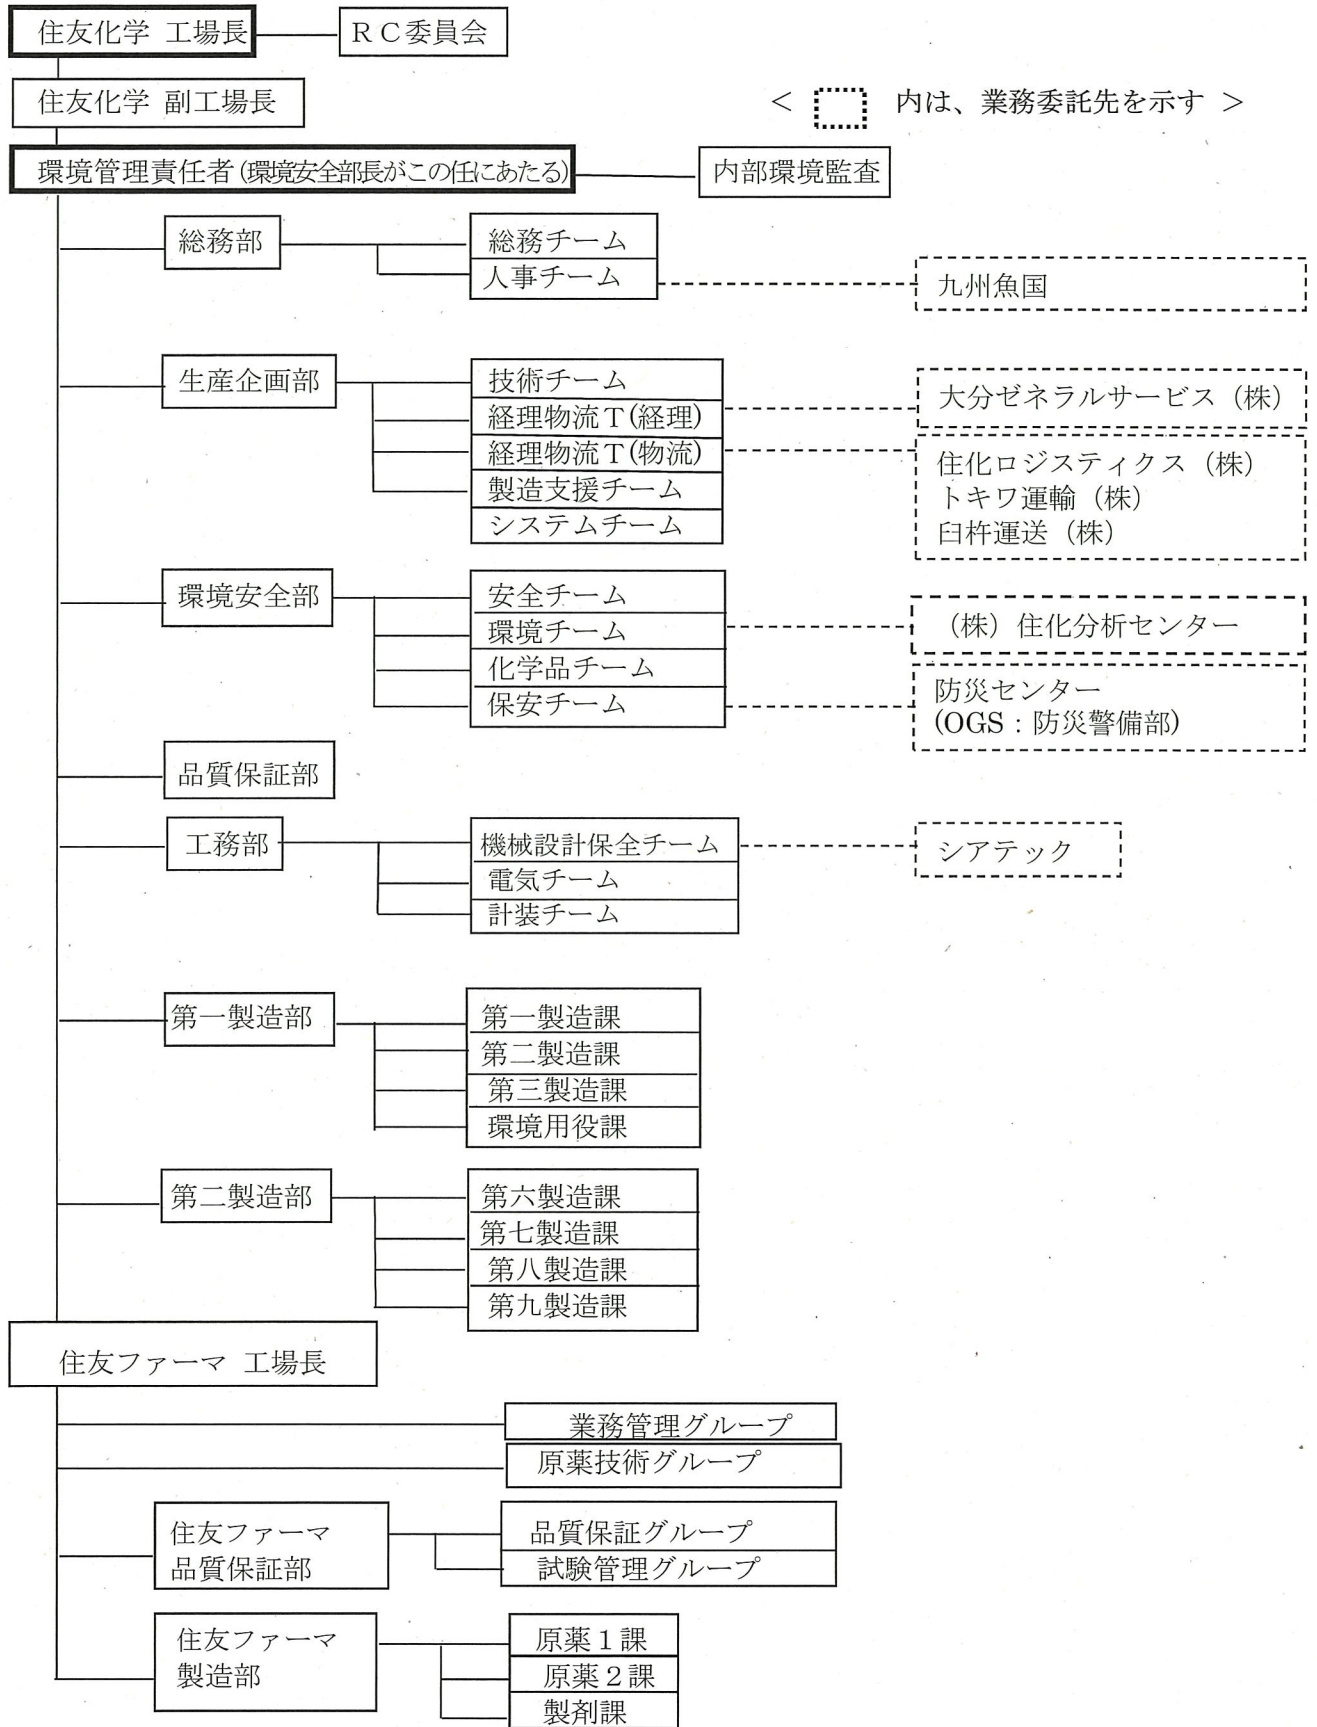 住友化学 工場長
ＲＣ委員会
住友化学 副工場長
＜ 内は、業務委託先を示す ＞
環境管理責任者(環境安全部長がこの任にあたる)
内部環境監査
総務部
総務チーム
人事チーム
九州魚国
生産企画部
技術チーム
経理物流Ｔ(経理)
経理物流Ｔ(物流)
製造支援チーム
システムチーム
大分ゼネラルサービス（株）
住化ロジスティクス（株）
トキワ運輸（株）
臼杵運送（株）
環境安全部
安全チーム
環境チーム
化学品チーム
保安チーム
（株）住化分析センター
防災センター
(OGS：防災警備部)
品質保証部
工務部
機械設計保全チーム
電気チーム
計装チーム
シアテック
第一製造部
第一製造課
第二製造課
第三製造課
環境用役課
第二製造部
第六製造課
第七製造課
第八製造課
第九製造課
住友ファーマ 工場長
業務管理グループ
原薬技術グループ
住友ファーマ
品質保証部
品質保証グループ
試験管理グループ
住友ファーマ
製造部
原薬１課
原薬２課
製剤課